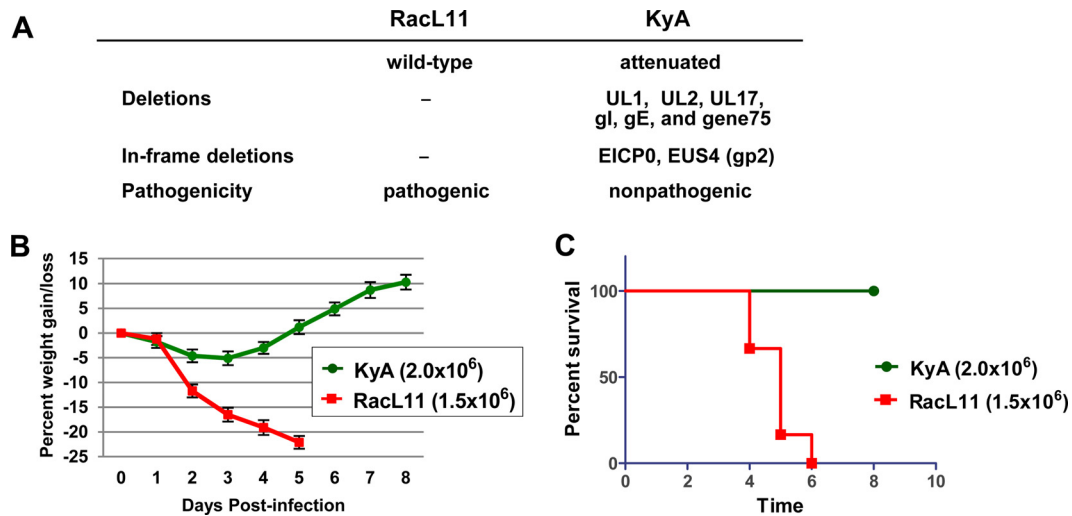 A
RacL11 KyA
wild-type attenuated
Deletions – UL1, UL2, UL17,
gI, gE, and gene75
In-frame deletions – EICP0, EUS4 (gp2)
Pathogenicity pathogenic nonpathogenic
B
Percent weight gain/loss
15
10
5
0
-5
-10
-15
-20
-25
0 1 2 3 4 5 6 7 8
Days Post-infection
KyA (2.0x10⁶)
RacL11 (1.5x10⁶)
C
Percent survival
100
50
0
0 2 4 6 8 10
Time
KyA (2.0x10⁶)
RacL11 (1.5x10⁶)